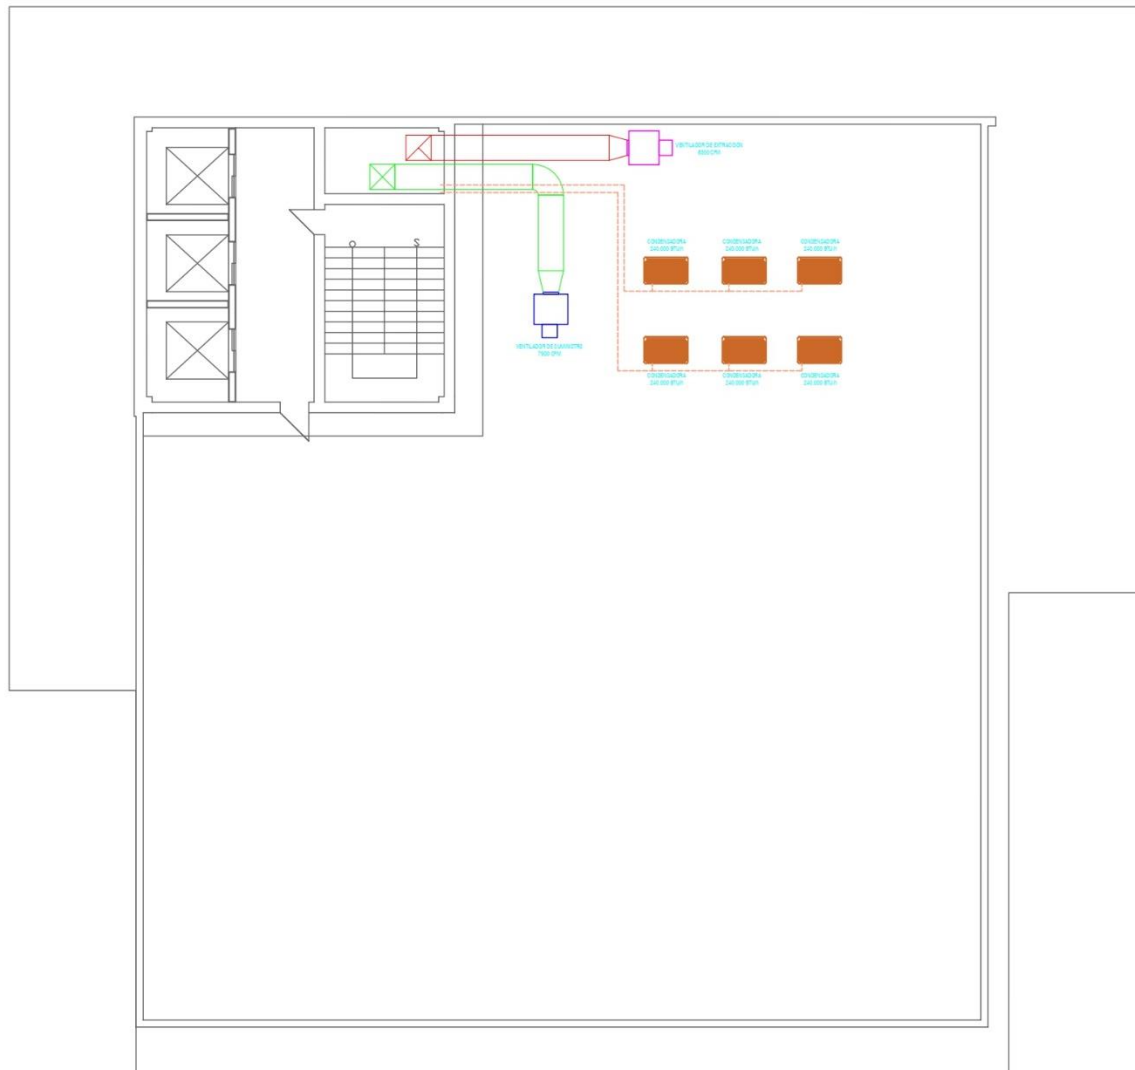 VENTILADOR DE EXTRACCION
CONDENSADORA
240.000 BTU/H
CONDENSADORA
240.000 BTU/H
CONDENSADORA
240.000 BTU/H
S
VENTILADOR DE SUMINISTRO
CONDENSADORA
240.000 BTU/H
CONDENSADORA
240.000 BTU/H
CONDENSADORA
240.000 BTU/H